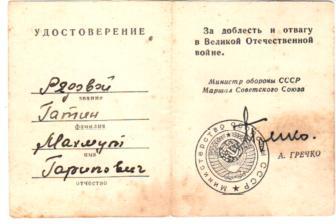 УДОСТОВЕРЕНИЕ
Рядовой
звание
Гатин
фамилия
Махмут
имя
Гарипович
отчество
За доблесть и отвагу
в Великой Отечественной
войне.
Министр обороны СССР
Маршал Советского Союза
А. ГРЕЧКО